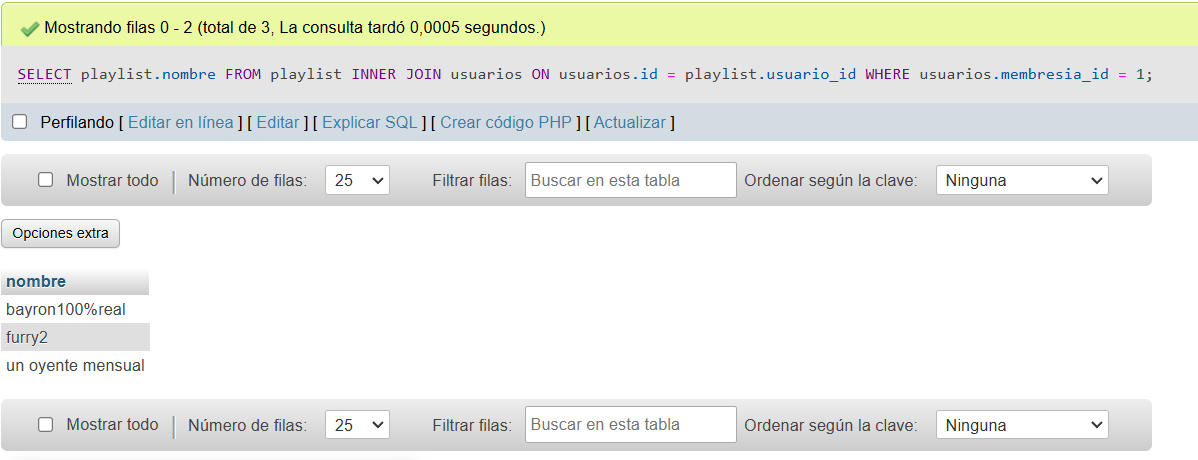 Mostrando filas 0 - 2 (total de 3, La consulta tardó 0,0005 segundos.)
SELECT playlist.nombre FROM playlist INNER JOIN usuarios ON usuarios.id = playlist.usuario_id WHERE usuarios.membresia_id = 1;
Perfilando [ Editar en línea ] [ Editar ] [ Explicar SQL ] [ Crear código PHP ] [ Actualizar ]
Mostrar todo | Número de filas: 25 Filtrar filas: Buscar en esta tabla Ordenar según la clave: Ninguna
Opciones extra
nombre
bayron100%real
furry2
un oyente mensual
Mostrar todo | Número de filas: 25 Filtrar filas: Buscar en esta tabla Ordenar según la clave: Ninguna